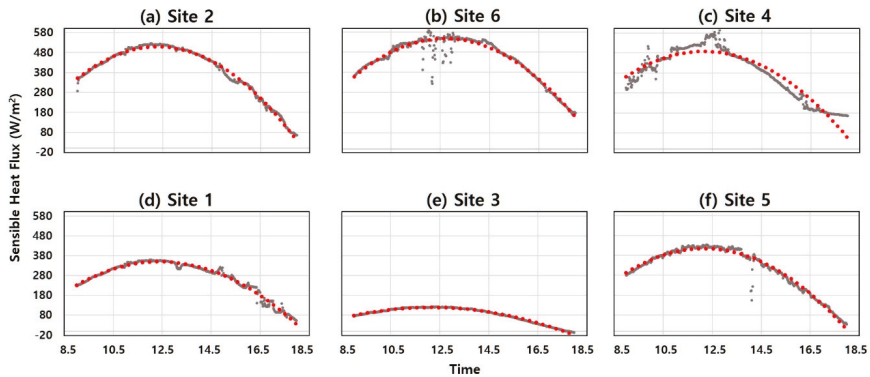 (a) Site 2
(b) Site 6
(c) Site 4
580
480
380
280
180
80
-20
Sensible Heat Flux (W/m²)
(d) Site 1
(e) Site 3
(f) Site 5
580
480
380
280
180
80
-20
8.5 10.5 12.5 14.5 16.5 18.5
8.5 10.5 12.5 14.5 16.5 18.5
8.5 10.5 12.5 14.5 16.5 18.5
Time